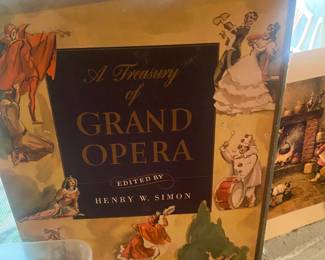 A Treasury
of
GRAND
OPERA
EDITED BY
HENRY W. SIMON